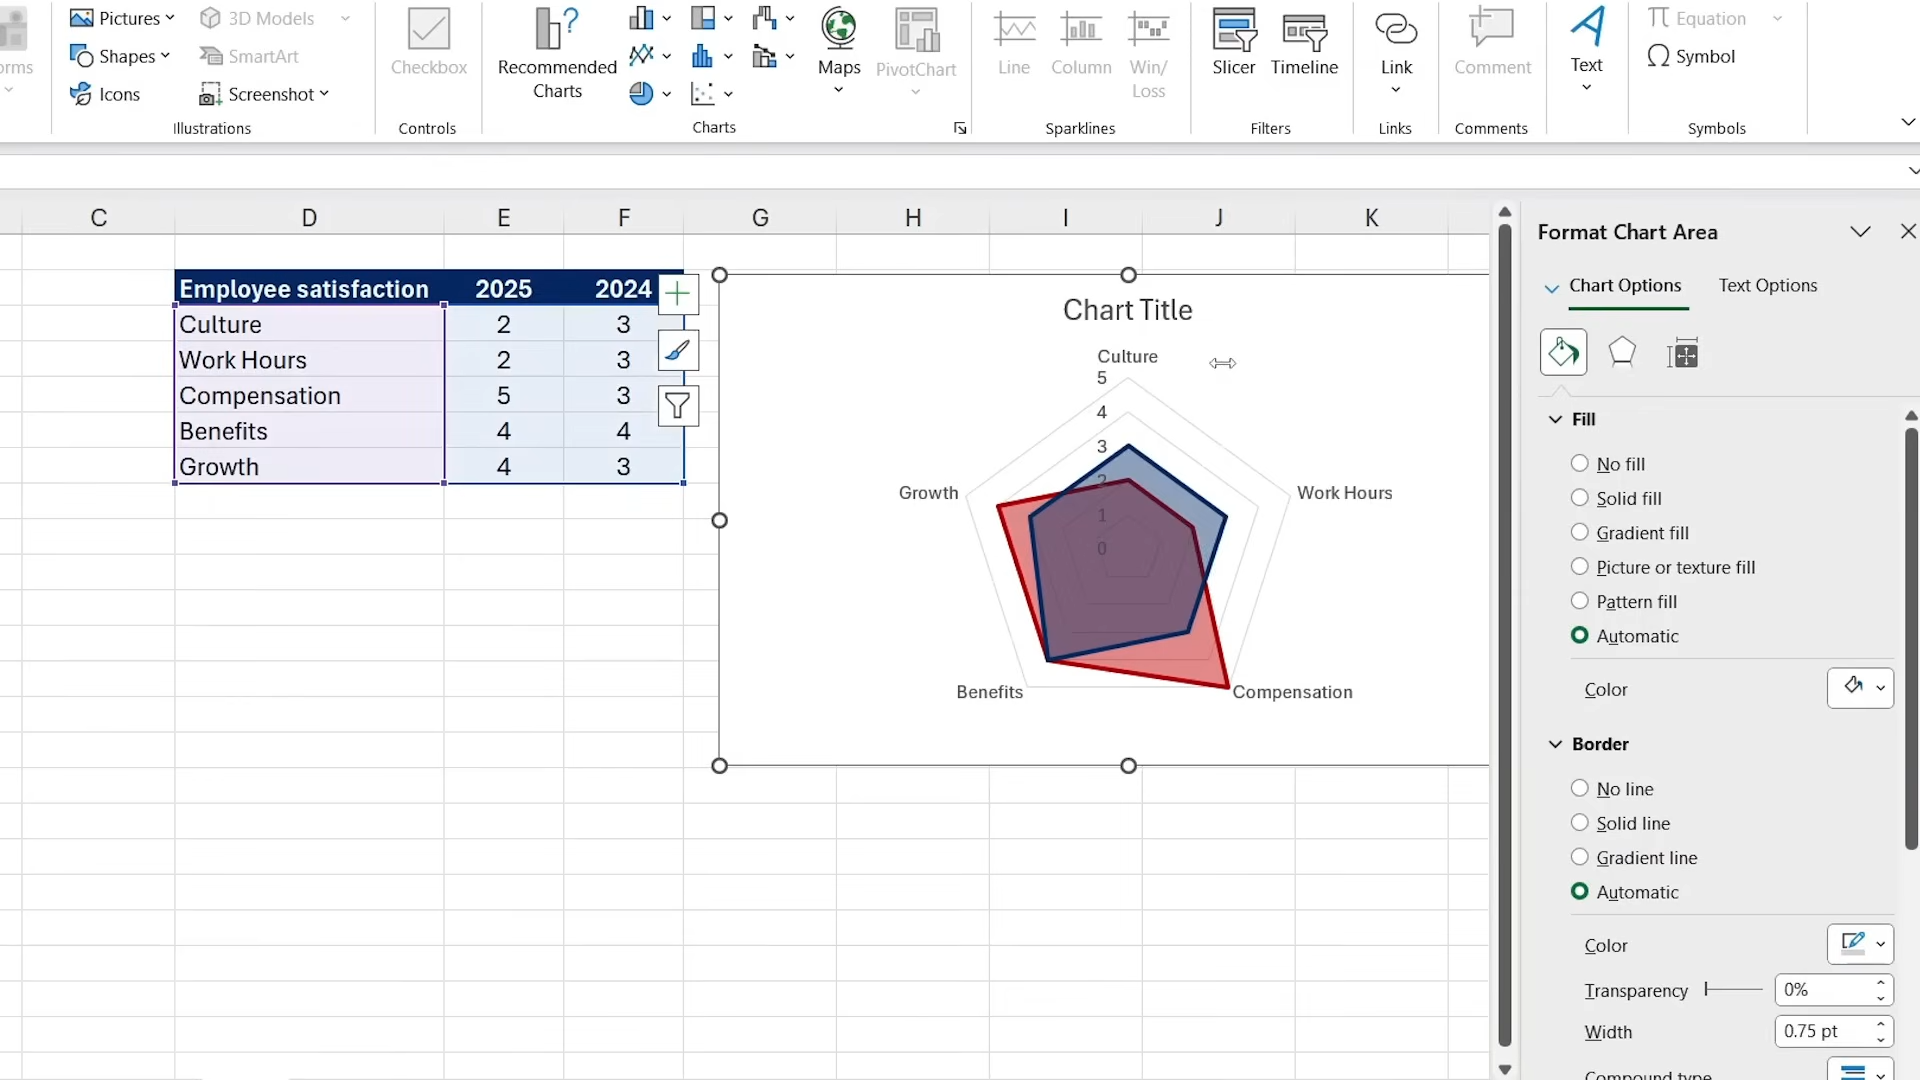 Pictures
Shapes
Icons
3D Models
SmartArt
Screenshot
Illustrations
Checkbox
Controls
Recommended
Charts
Maps
PivotChart
Charts
Line
Column
Win/
Loss
Sparklines
Slicer
Timeline
Filters
Link
Links
Comment
Comments
Text
Equation
Symbol
Symbols
C D E F G H I J K
Employee satisfaction 2025 2024
Culture 2 3
Work Hours 2 3
Compensation 5 3
Benefits 4 4
Growth 4 3
Chart Title
Culture
5
4
3
2
1
0
Growth
Work Hours
Benefits
Compensation
Format Chart Area
Chart Options Text Options
Fill
No fill
Solid fill
Gradient fill
Picture or texture fill
Pattern fill
Automatic
Color
Border
No line
Solid line
Gradient line
Automatic
Color
Transparency 0%
Width 0.75 pt
Compound type